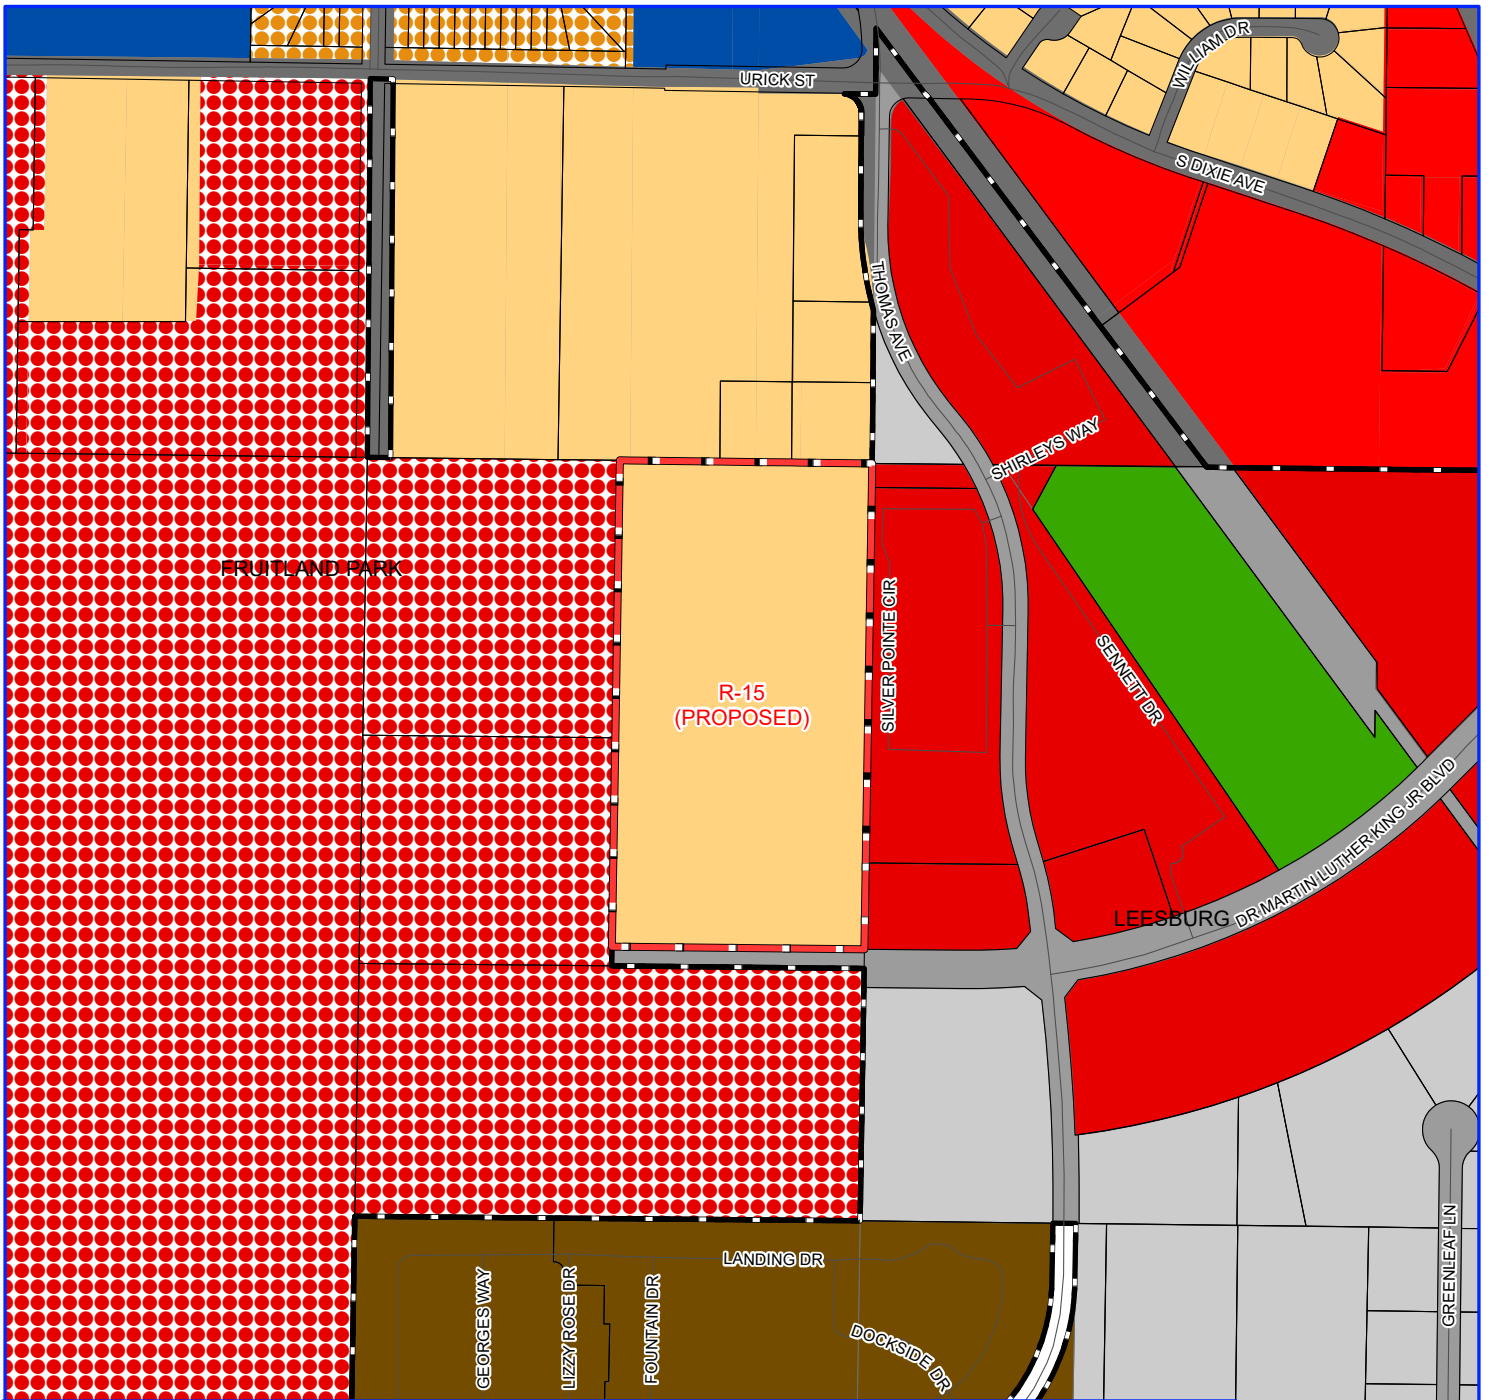 URICK ST
WILLIAM DR
S DIXIE AVE
THOMAS AVE
SHIRLEYS WAY
FRUITLAND PARK
SILVER POINTE CIR
R-15
(PROPOSED)
SENNETT DR
DR MARTIN LUTHER KING JR BLVD
LEESBURG
LANDING DR
GEORGES WAY
LIZZY ROSE DR
FOUNTAIN DR
DOCKSIDE DR
GREENLEAF LN